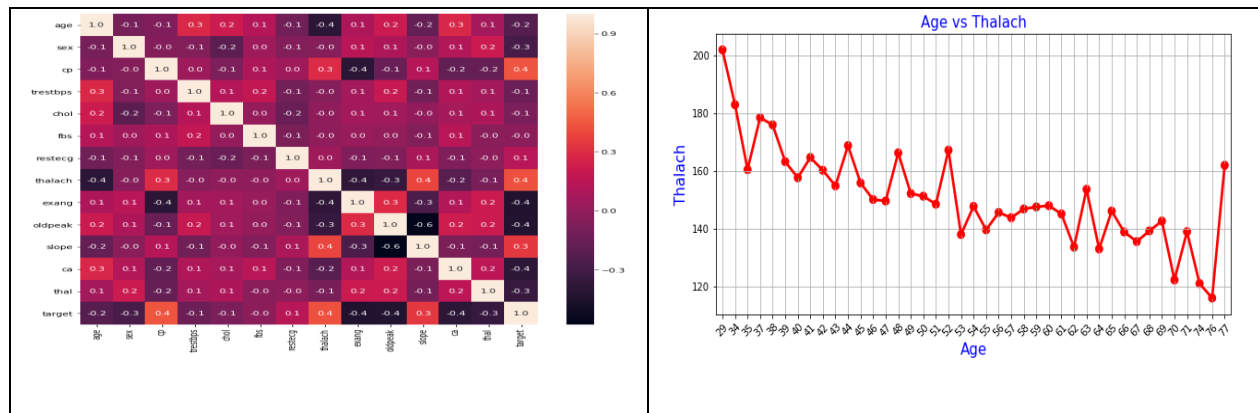 age 1.0 -0.1 -0.1 0.3 0.2 0.1 -0.1 -0.4 0.1 0.2 -0.2 0.3 0.1 -0.2
sex -0.1 1.0 -0.0 -0.1 -0.2 0.0 -0.1 -0.0 0.1 0.1 -0.0 0.1 0.2 -0.3
cp -0.1 -0.0 1.0 0.0 -0.1 0.1 0.0 0.3 -0.4 -0.1 0.1 -0.2 -0.2 0.4
trestbps 0.3 -0.1 0.0 1.0 0.1 0.2 -0.1 -0.0 0.1 0.2 -0.1 0.1 0.1 -0.1
chol 0.2 -0.2 -0.1 0.1 1.0 0.0 -0.2 -0.0 0.1 0.1 -0.0 0.1 0.1 -0.1
fbs 0.1 0.0 0.1 0.2 0.0 1.0 -0.1 -0.0 0.0 0.0 -0.1 0.1 -0.0 -0.0
restecg -0.1 -0.1 0.0 -0.1 -0.2 -0.1 1.0 0.0 -0.1 -0.1 0.1 -0.1 -0.0 0.1
thalach -0.4 -0.0 0.3 -0.0 -0.0 -0.0 0.0 1.0 -0.4 -0.3 0.4 -0.2 -0.1 0.4
exang 0.1 0.1 -0.4 0.1 0.1 0.0 -0.1 -0.4 1.0 0.3 -0.3 0.1 0.2 -0.4
oldpeak 0.2 0.1 -0.1 0.2 0.1 0.0 -0.1 -0.3 0.3 1.0 -0.6 0.2 0.2 -0.4
slope -0.2 -0.0 0.1 -0.1 -0.0 -0.1 0.1 0.4 -0.3 -0.6 1.0 -0.1 -0.1 0.3
ca 0.3 0.1 -0.2 0.1 0.1 0.1 -0.1 -0.2 0.1 0.2 -0.1 1.0 0.2 -0.4
thal 0.1 0.2 -0.2 0.1 0.1 -0.0 -0.0 -0.1 0.2 0.2 -0.1 0.2 1.0 -0.3
target -0.2 -0.3 0.4 -0.1 -0.1 -0.0 0.1 0.4 -0.4 -0.4 0.3 -0.4 -0.3 1.0
age sex cp trestbps chol fbs restecg thalach exang oldpeak slope ca thal target
0.9
0.6
0.3
0.0
−0.3
Age vs Thalach
200
180
160
140
120
Thalach
29 34 35 37 38 39 40 41 42 43 44 45 46 47 48 49 50 51 52 53 54 55 56 57 58 59 60 61 62 63 64 65 66 67 68 69 70 71 74 76 77
Age